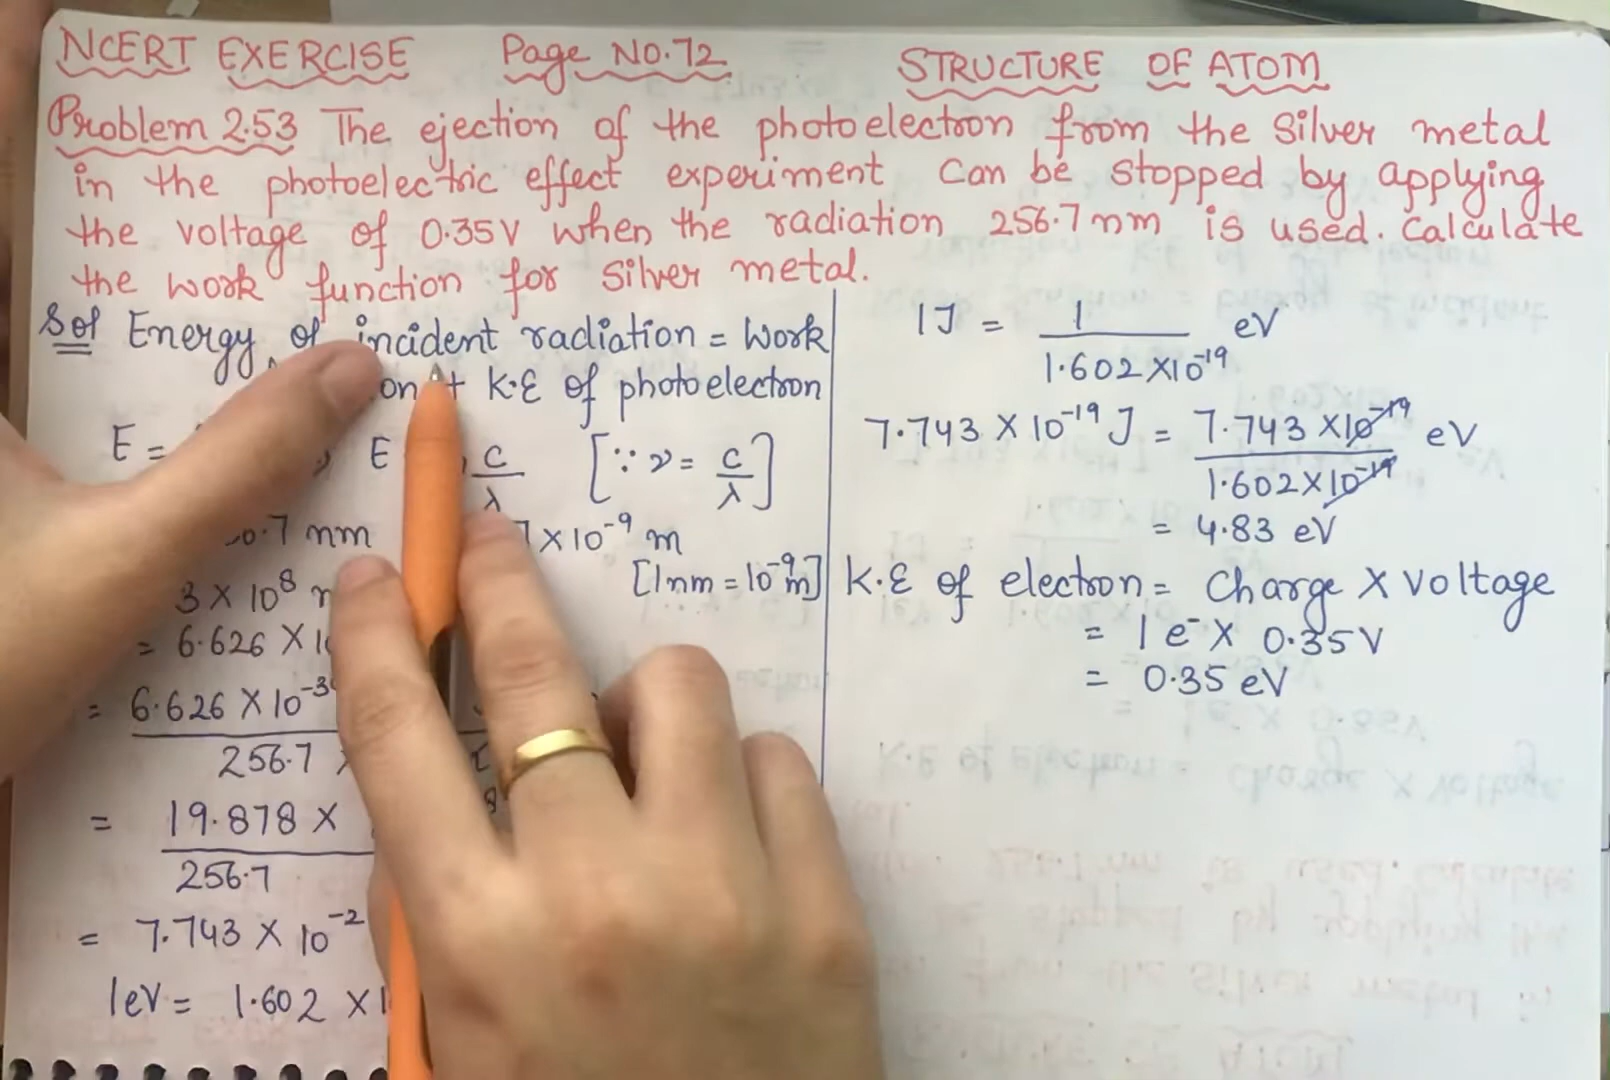 NCERT EXERCISE Page NO.72 STRUCTURE OF ATOM
Problem 2.53 The ejection of the photoelectron from the Silver metal
in the photoelectric effect experiment Can be stopped by applying
the voltage of 0.35V when the radiation 256.7 nm is used. Calculate
the work function for silver metal.
Sol Energy of incident radiation = Work
+ K.E of photoelectron
E = E c/λ [∵ ν = c/λ]
nm × 10⁻⁹ m
[1nm = 10⁻⁹m]
3 × 10⁸
= 6.626 ×
= 6.626 × 10
256.7
= 19.878 ×
256.7
= 7.743 × 10⁻²
1eV = 1.602 ×
1J = 1 / 1.602 × 10⁻¹⁹ eV
7.743 × 10⁻¹⁹ J = 7.743 × 10⁻¹⁹ / 1.602 × 10⁻¹⁹ eV
= 4.83 eV
K.E of electron = Charge × Voltage
= 1 e⁻ × 0.35V
= 0.35 eV